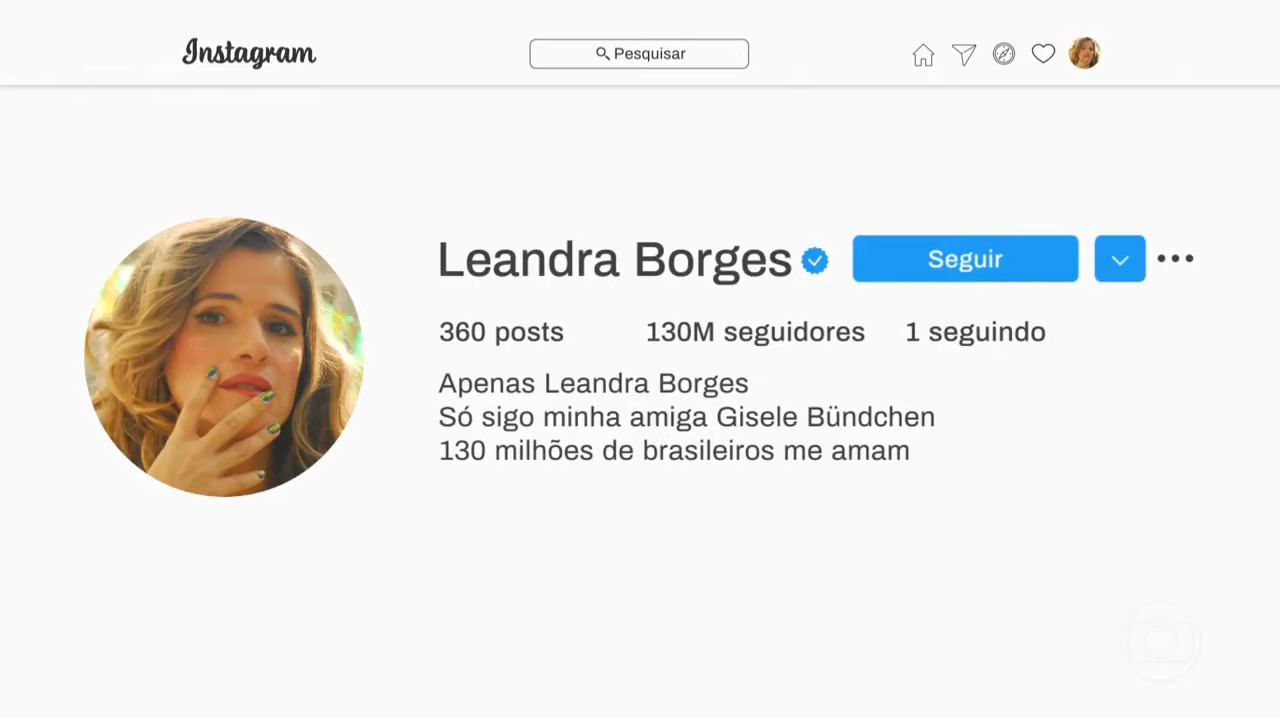 Instagram
Pesquisar
Leandra Borges
Seguir
360 posts 130M seguidores 1 seguindo
Apenas Leandra Borges
Só sigo minha amiga Gisele Bündchen
130 milhões de brasileiros me amam